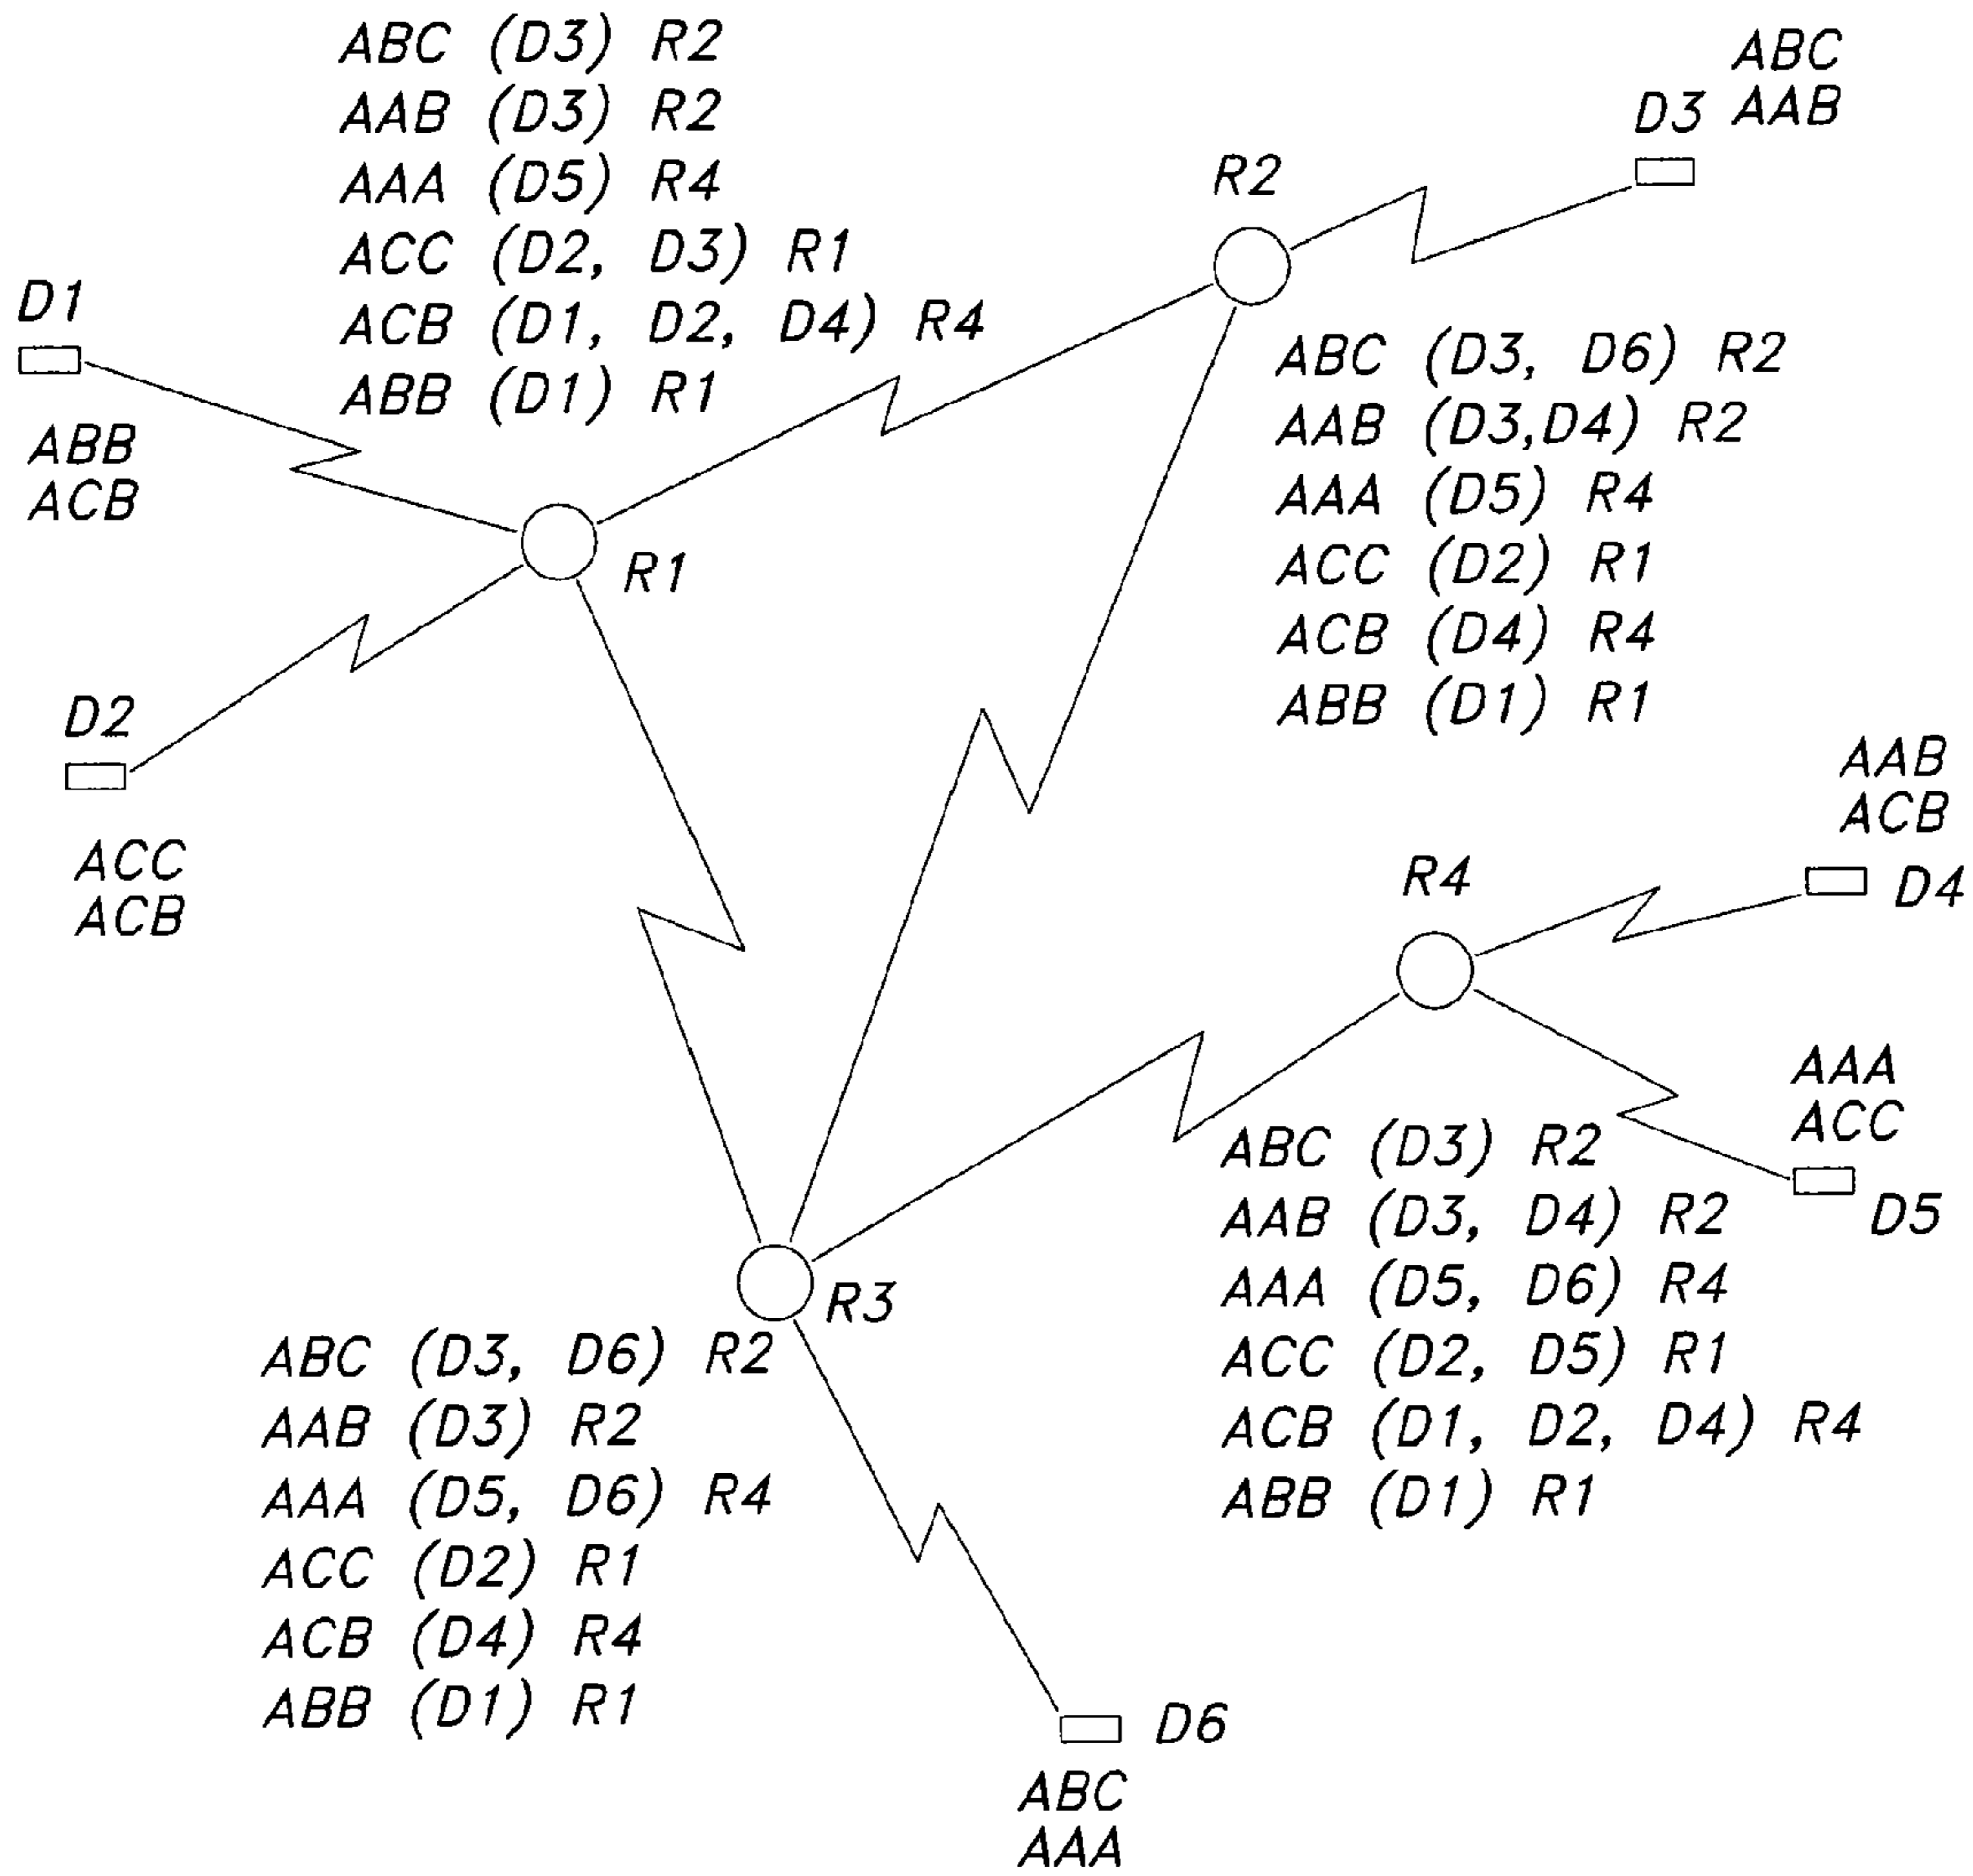 ABC (D3) R2
AAB (D3) R2
AAA (D5) R4
ACC (D2, D3) R1
ACB (D1, D2, D4) R4
ABB (D1) R1
ABC
D3 AAB
R2
D1
ABB
ACB
R1
ABC (D3, D6) R2
AAB (D3,D4) R2
AAA (D5) R4
ACC (D2) R1
ACB (D4) R4
ABB (D1) R1
D2
ACC
ACB
AAB
ACB
R4
D4
AAA
ACC
D5
ABC (D3) R2
AAB (D3, D4) R2
AAA (D5, D6) R4
ACC (D2, D5) R1
ACB (D1, D2, D4) R4
ABB (D1) R1
R3
ABC (D3, D6) R2
AAB (D3) R2
AAA (D5, D6) R4
ACC (D2) R1
ACB (D4) R4
ABB (D1) R1
D6
ABC
AAA